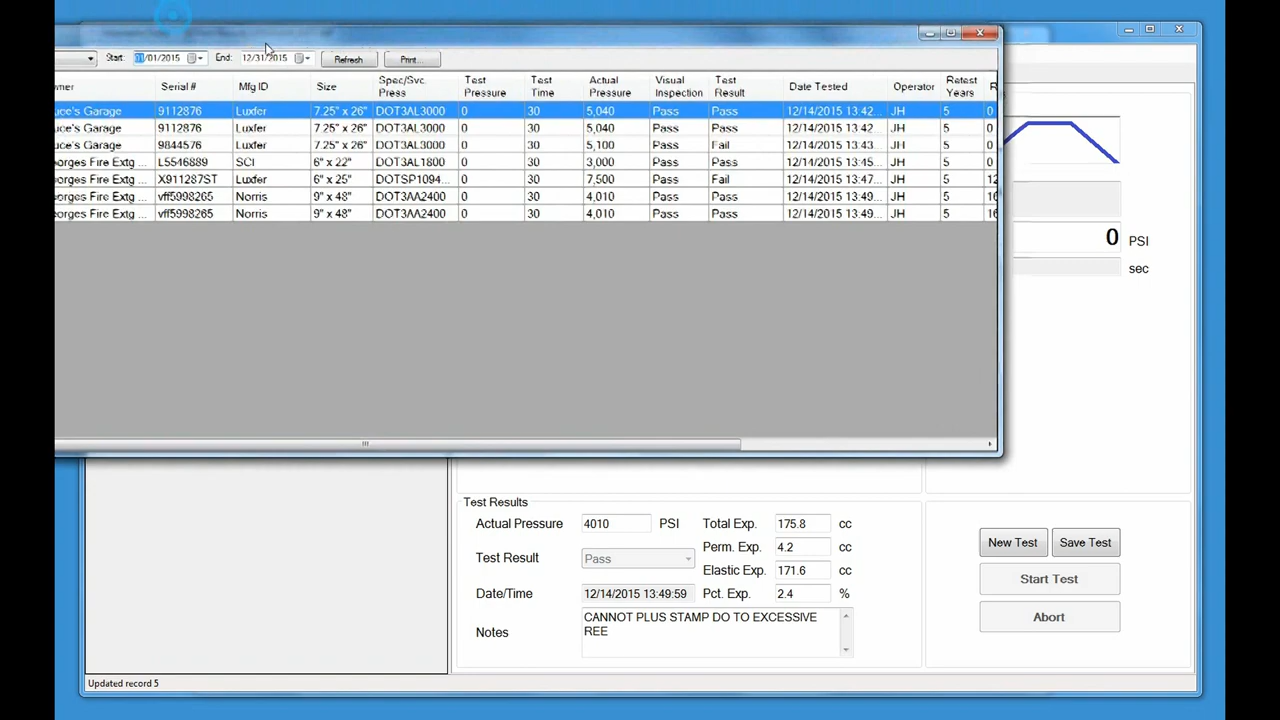 Start: 01/01/2015 End: 12/31/2015 Refresh Print...
wner Serial # Mfg ID Size Spec/Svc. Press Test Pressure Test Time Actual Pressure Visual Inspection Test Result Date Tested Operator Retest Years R
uce's Garage 9112876 Luxfer 7.25" x 26" DOT3AL3000 0 30 5,040 Pass Pass 12/14/2015 13:42... JH 5 0
uce's Garage 9112876 Luxfer 7.25" x 26" DOT3AL3000 0 30 5,040 Pass Pass 12/14/2015 13:42... JH 5 0
uce's Garage 9844576 Luxfer 7.25" x 26" DOT3AL3000 0 30 5,100 Pass Fail 12/14/2015 13:43... JH 5 0
orges Fire Extg ... L5546889 SCI 6" x 22" DOT3AL1800 0 30 3,000 Pass Pass 12/14/2015 13:45... JH 5 0
orges Fire Extg ... X911287ST Luxfer 6" x 25" DOTSP1094... 0 30 7,500 Pass Fail 12/14/2015 13:47... JH 5 12
orges Fire Extg ... vff5998265 Norris 9" x 48" DOT3AA2400 0 30 4,010 Pass Pass 12/14/2015 13:49... JH 5 16
orges Fire Extg ... vff5998265 Norris 9" x 48" DOT3AA2400 0 30 4,010 Pass Pass 12/14/2015 13:49... JH 5 16
0 PSI
sec
Test Results
Actual Pressure 4010 PSI Total Exp. 175.8 cc
Perm. Exp. 4.2 cc
Test Result Pass
Elastic Exp. 171.6 cc
Date/Time 12/14/2015 13:49:59 Pct. Exp. 2.4 %
Notes CANNOT PLUS STAMP DO TO EXCESSIVE
REE
New Test Save Test
Start Test
Abort
Updated record 5